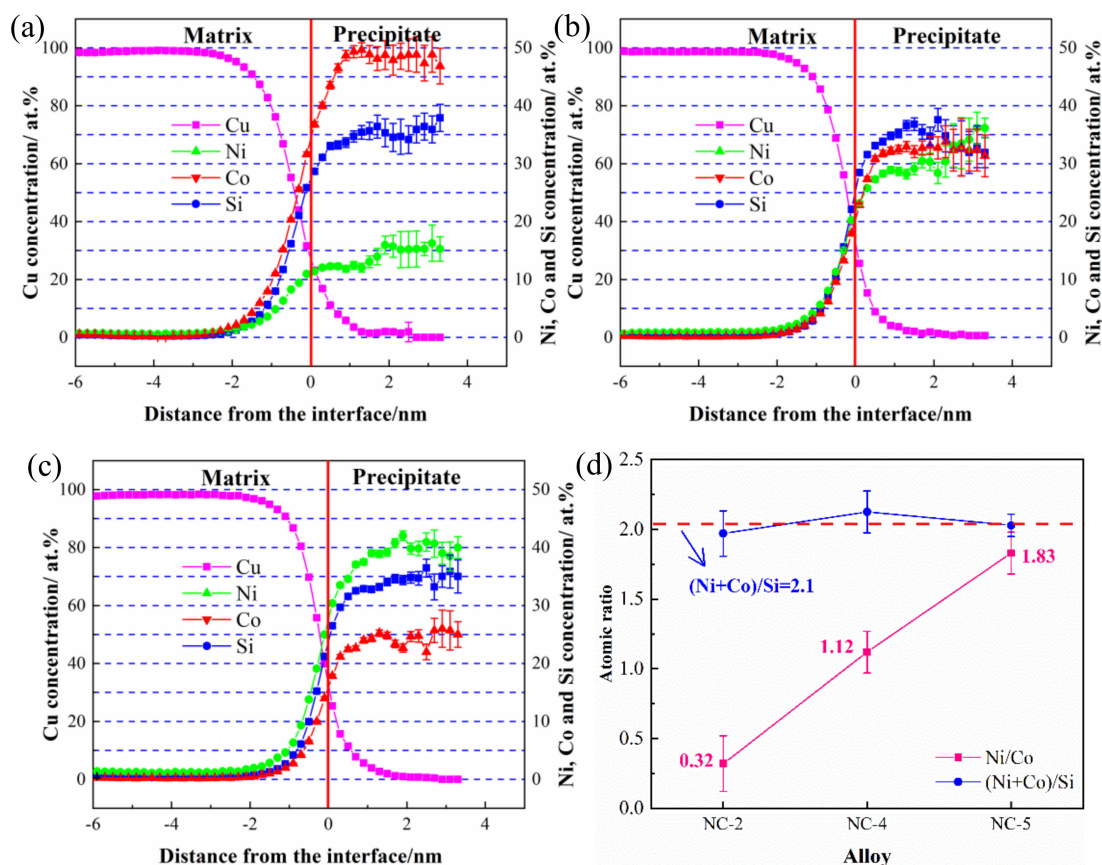 (a)
Matrix
Precipitate
Cu concentration/ at.%
100
80
60
40
20
0
Cu
Ni
Co
Si
50
40
30
20
10
0
Ni, Co and Si concentration/ at.%
-6
-4
-2
0
2
4
Distance from the interface/nm
(b)
Matrix
Precipitate
Cu concentration/ at.%
100
80
60
40
20
0
Cu
Ni
Co
Si
50
40
30
20
10
0
Ni, Co and Si concentration/ at.%
-6
-4
-2
0
2
4
Distance from the interface/nm
(c)
Matrix
Precipitate
Cu concentration/ at.%
100
80
60
40
20
0
Cu
Ni
Co
Si
50
40
30
20
10
0
Ni, Co and Si concentration/ at.%
-6
-4
-2
0
2
4
Distance from the interface/nm
(d)
Atomic ratio
2.5
2.0
1.5
1.0
0.5
0.0
(Ni+Co)/Si=2.1
0.32
1.12
1.83
Ni/Co
(Ni+Co)/Si
NC-2
NC-4
NC-5
Alloy